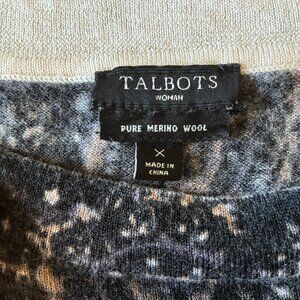 TALBOTS
WOMAN
PURE MERINO WOOL
X
MADE IN
CHINA